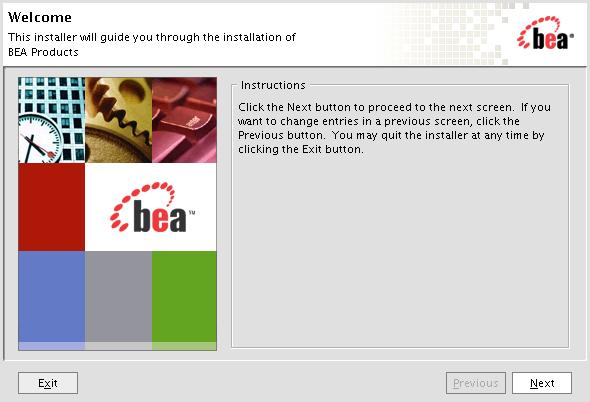 Welcome
This installer will guide you through the installation of
BEA Products
bea
Instructions
Click the Next button to proceed to the next screen. If you
want to change entries in a previous screen, click the
Previous button. You may quit the installer at any time by
clicking the Exit button.
bea™
Exit
Previous
Next